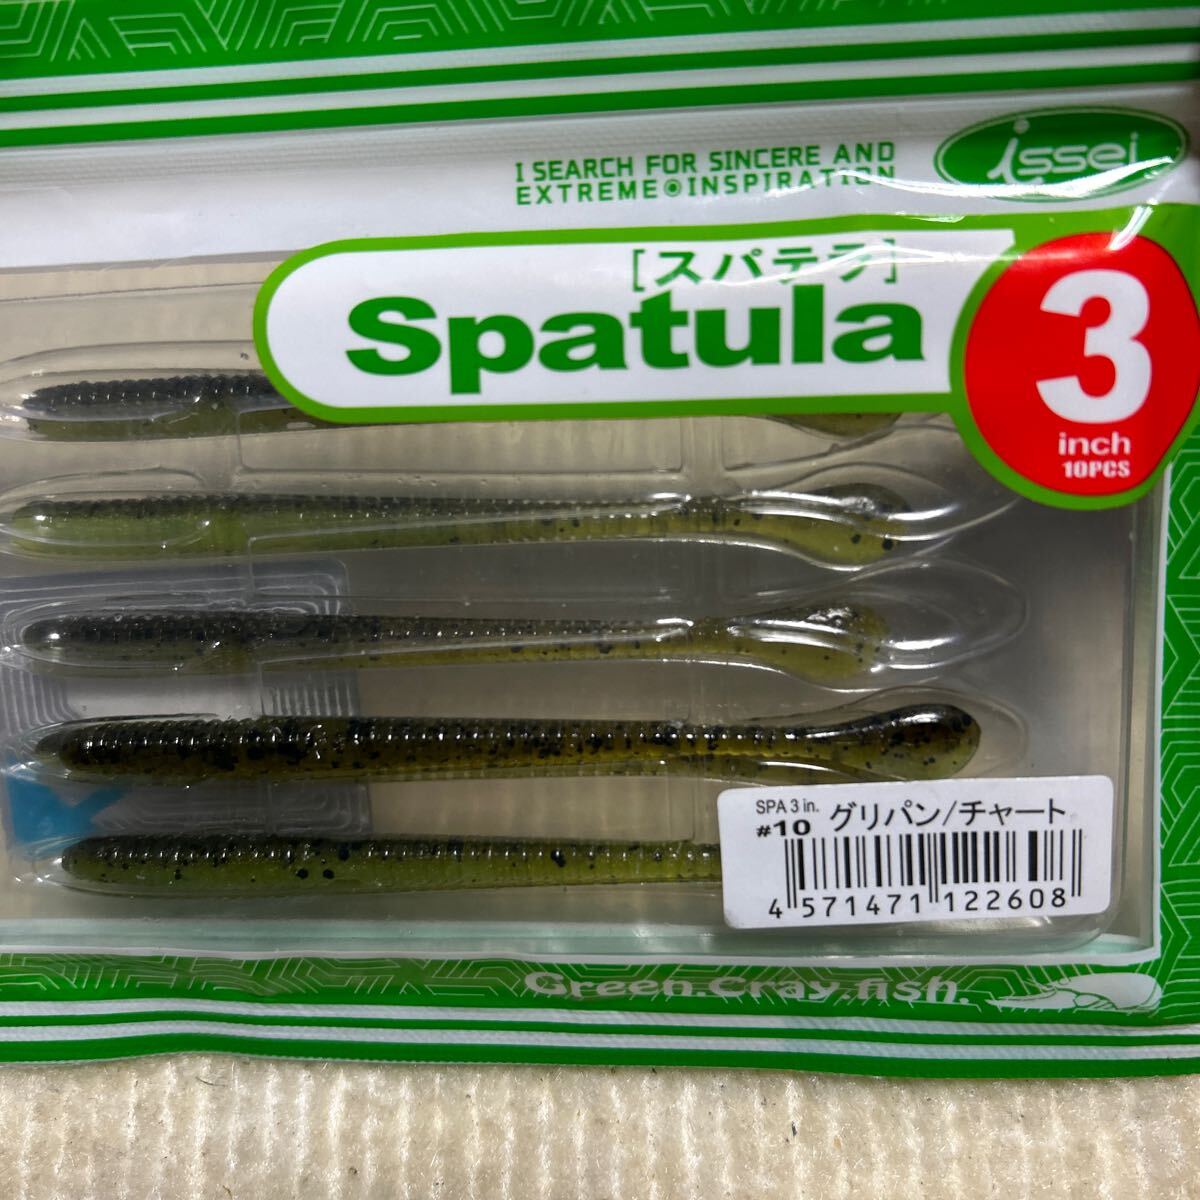 issei
I SEARCH FOR SINCERE AND
EXTREME INSPIRATION
[スパテラ]
Spatula
3
inch
10PCS
SPA 3 in.
#10 グリパン/チャート
4 571471 122608
Green.Cray.fish.